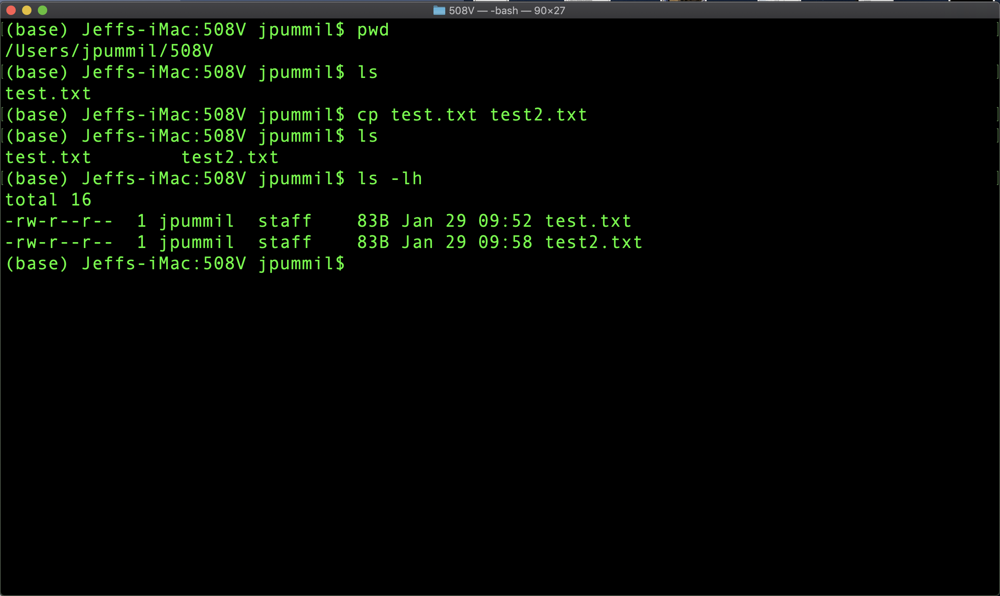 508V — -bash — 90×27
(base) Jeffs-iMac:508V jpummil$ pwd
/Users/jpummil/508V
(base) Jeffs-iMac:508V jpummil$ ls
test.txt
(base) Jeffs-iMac:508V jpummil$ cp test.txt test2.txt
(base) Jeffs-iMac:508V jpummil$ ls
test.txt        test2.txt
(base) Jeffs-iMac:508V jpummil$ ls -lh
total 16
-rw-r--r--  1 jpummil  staff    83B Jan 29 09:52 test.txt
-rw-r--r--  1 jpummil  staff    83B Jan 29 09:58 test2.txt
(base) Jeffs-iMac:508V jpummil$